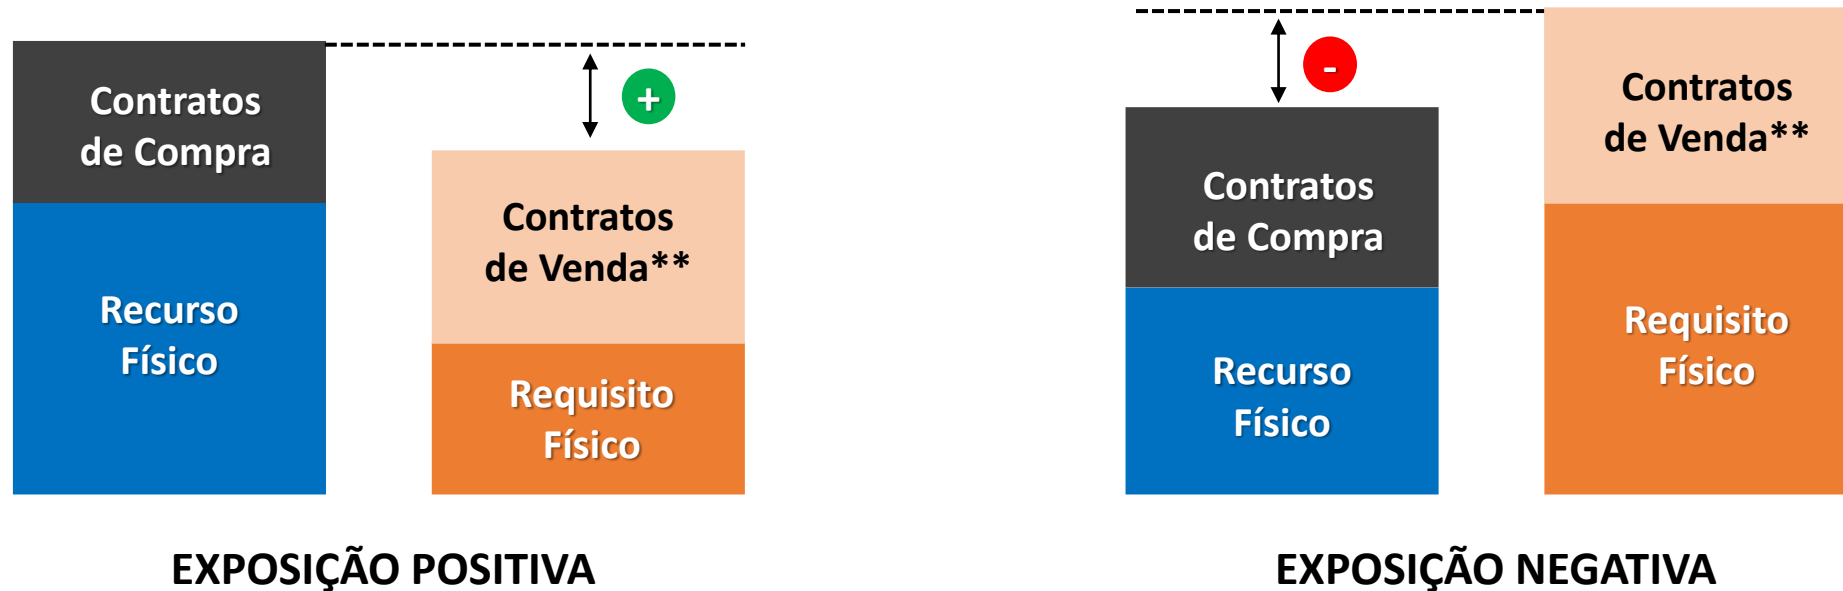 Contratos
de Compra
Recurso
Físico
+
Contratos
de Venda**
Requisito
Físico
EXPOSIÇÃO POSITIVA
-
Contratos
de Compra
Recurso
Físico
Contratos
de Venda**
Requisito
Físico
EXPOSIÇÃO NEGATIVA